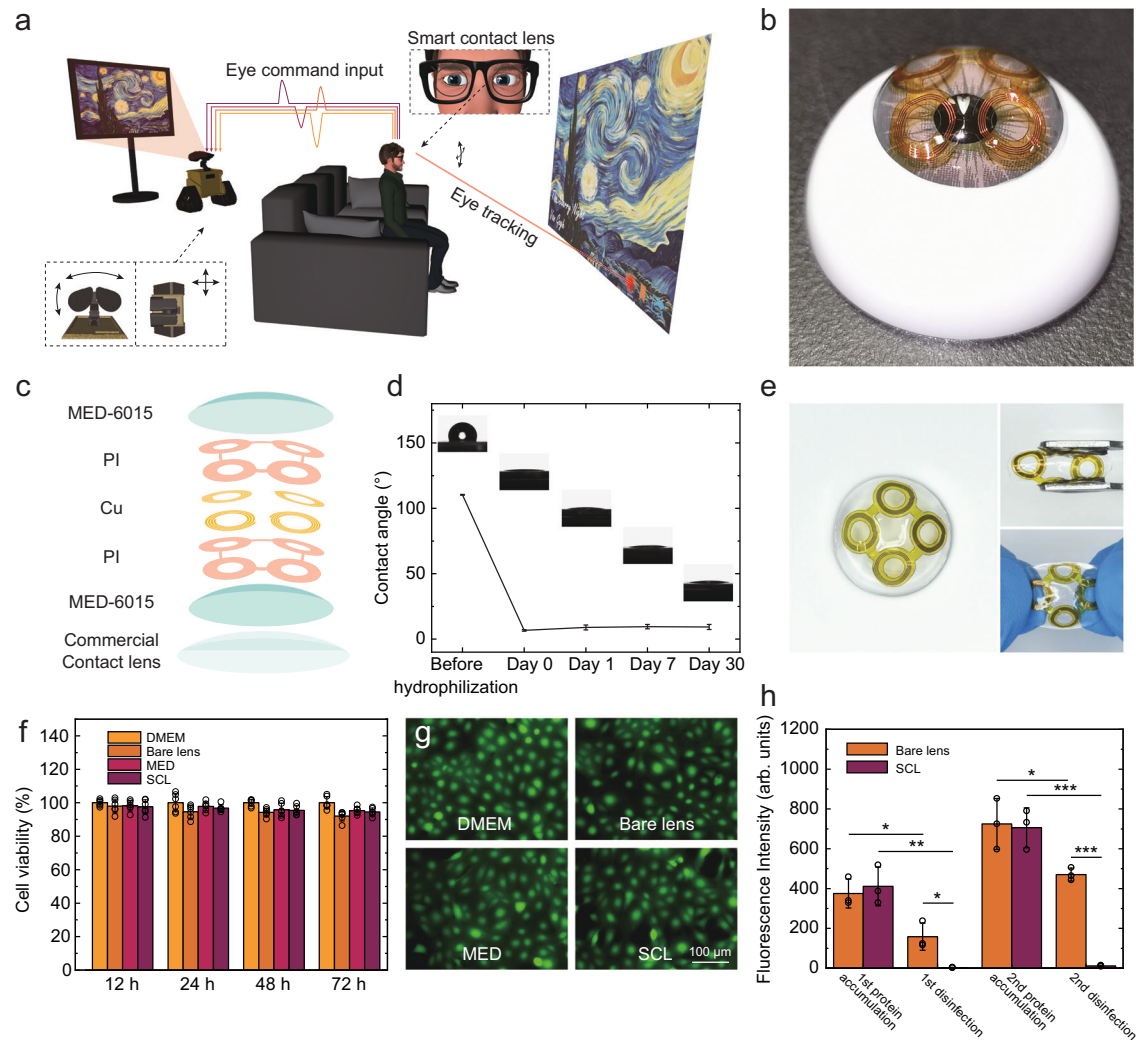 a
Smart contact lens
Eye command input
Eye tracking
b
c
MED-6015
PI
Cu
PI
MED-6015
Commercial
Contact lens
d
Contact angle (°)
150
100
50
0
Before
hydrophilization
Day 0
Day 1
Day 7
Day 30
e
f
Cell viability (%)
140
120
100
80
60
40
20
0
DMEM
Bare lens
MED
SCL
12 h
24 h
48 h
72 h
g
DMEM
Bare lens
MED
SCL
100 μm
h
Fluorescence Intensity (arb. units)
1200
1000
800
600
400
200
0
Bare lens
SCL
*
**
*
*
***
***
1st protein
accumulation
1st disinfection
2nd protein
accumulation
2nd disinfection